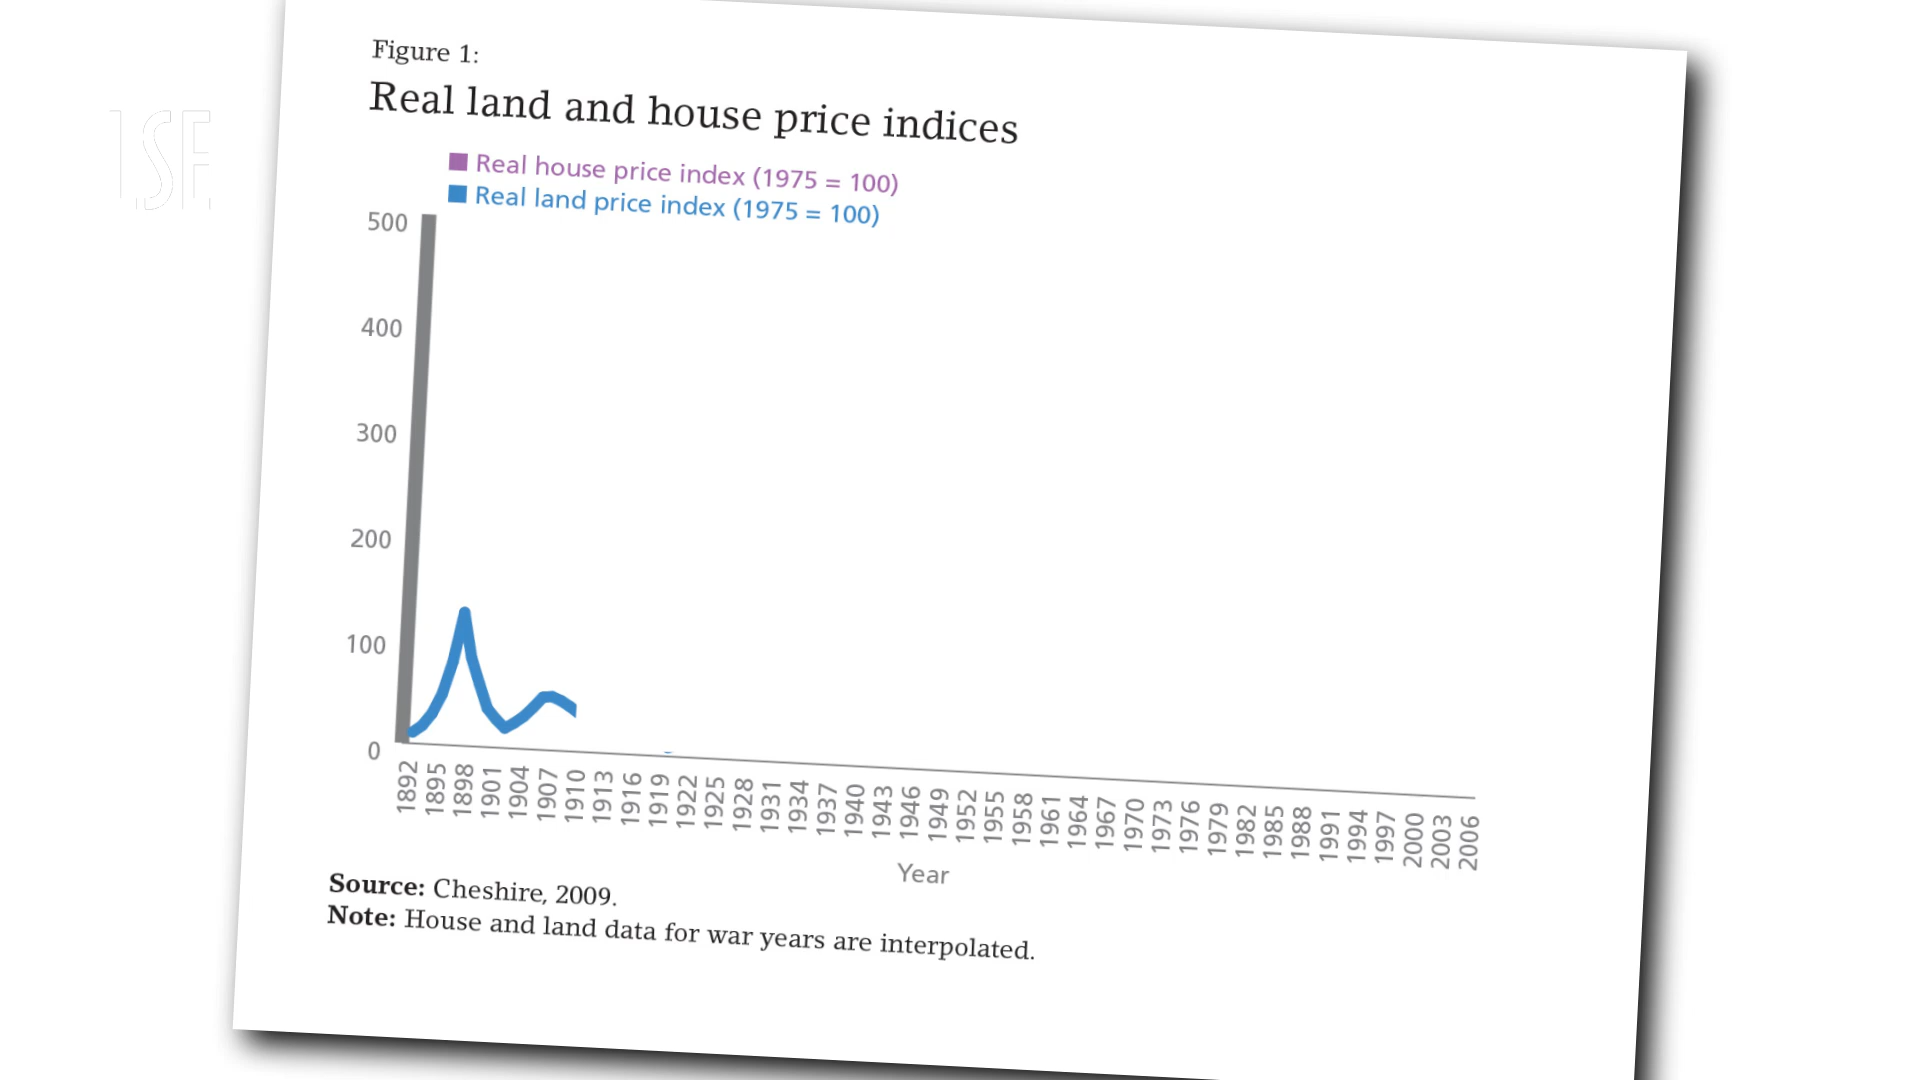 LSE
Figure 1:
Real land and house price indices
Real house price index (1975 = 100)
Real land price index (1975 = 100)
500
400
300
200
100
0
1892 1895 1898 1901 1904 1907 1910 1913 1916 1919 1922 1925 1928 1931 1934 1937 1940 1943 1946 1949 1952 1955 1958 1961 1964 1967 1970 1973 1976 1979 1982 1985 1988 1991 1994 1997 2000 2003 2006
Year
Source: Cheshire, 2009.
Note: House and land data for war years are interpolated.